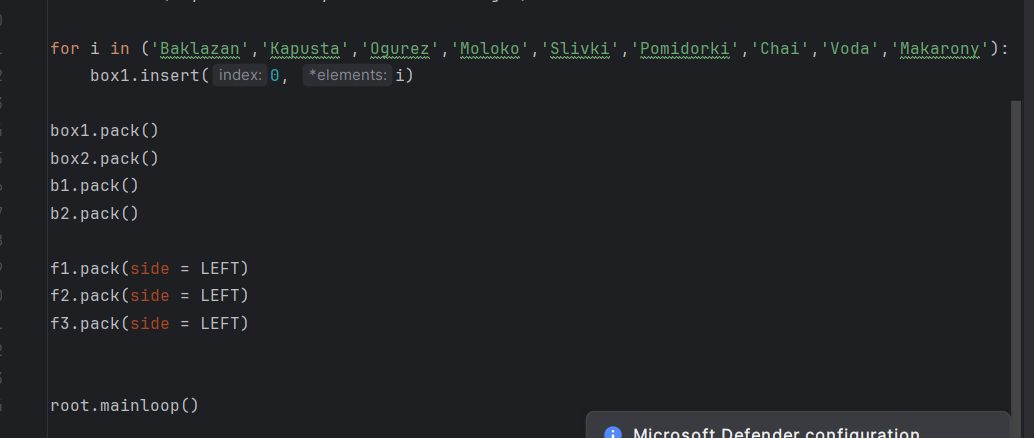 for i in ('Baklazan','Kapusta','Ogurez','Moloko','Slivki','Pomidorki','Chai','Voda','Makarony'):
box1.insert( index: 0, *elements: i)
box1.pack()
box2.pack()
b1.pack()
b2.pack()
f1.pack(side = LEFT)
f2.pack(side = LEFT)
f3.pack(side = LEFT)
root.mainloop()
Microsoft Defender configuration